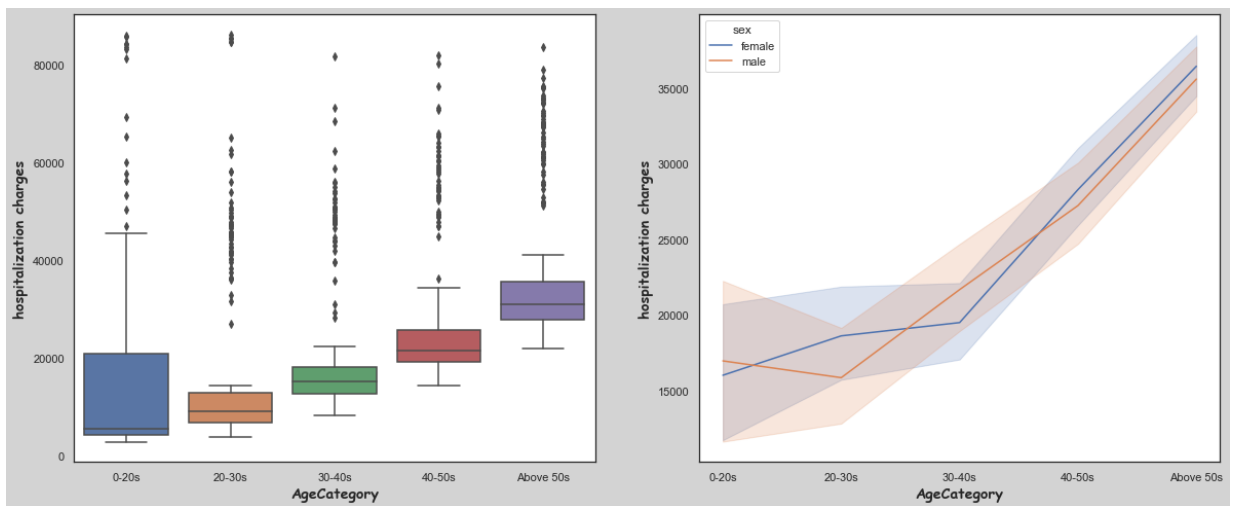 hospitalization charges
80000
60000
40000
20000
0
0-20s
20-30s
30-40s
40-50s
Above 50s
AgeCategory
sex
female
male
hospitalization charges
35000
30000
25000
20000
15000
0-20s
20-30s
30-40s
40-50s
Above 50s
AgeCategory